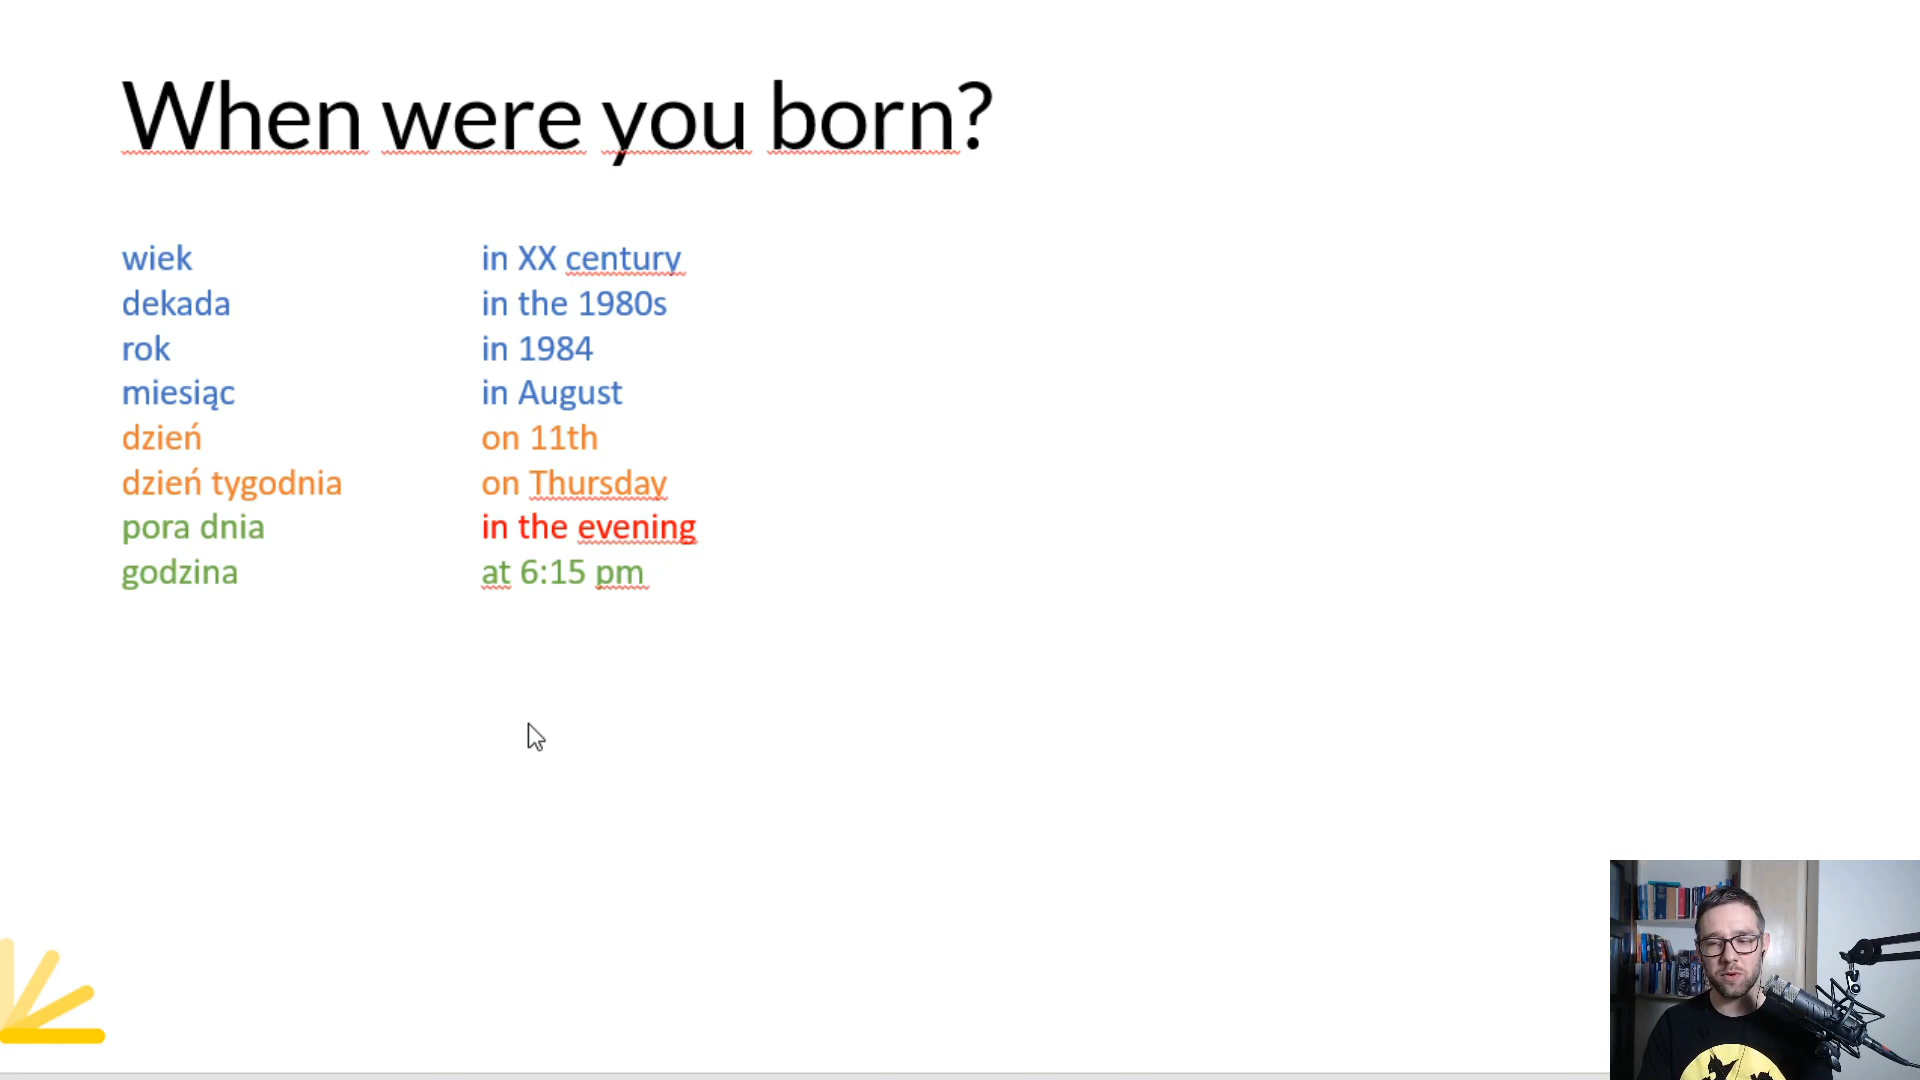 When were you born?
wiek in XX century
dekada in the 1980s
rok in 1984
miesiąc in August
dzień on 11th
dzień tygodnia on Thursday
pora dnia in the evening
godzina at 6:15 pm